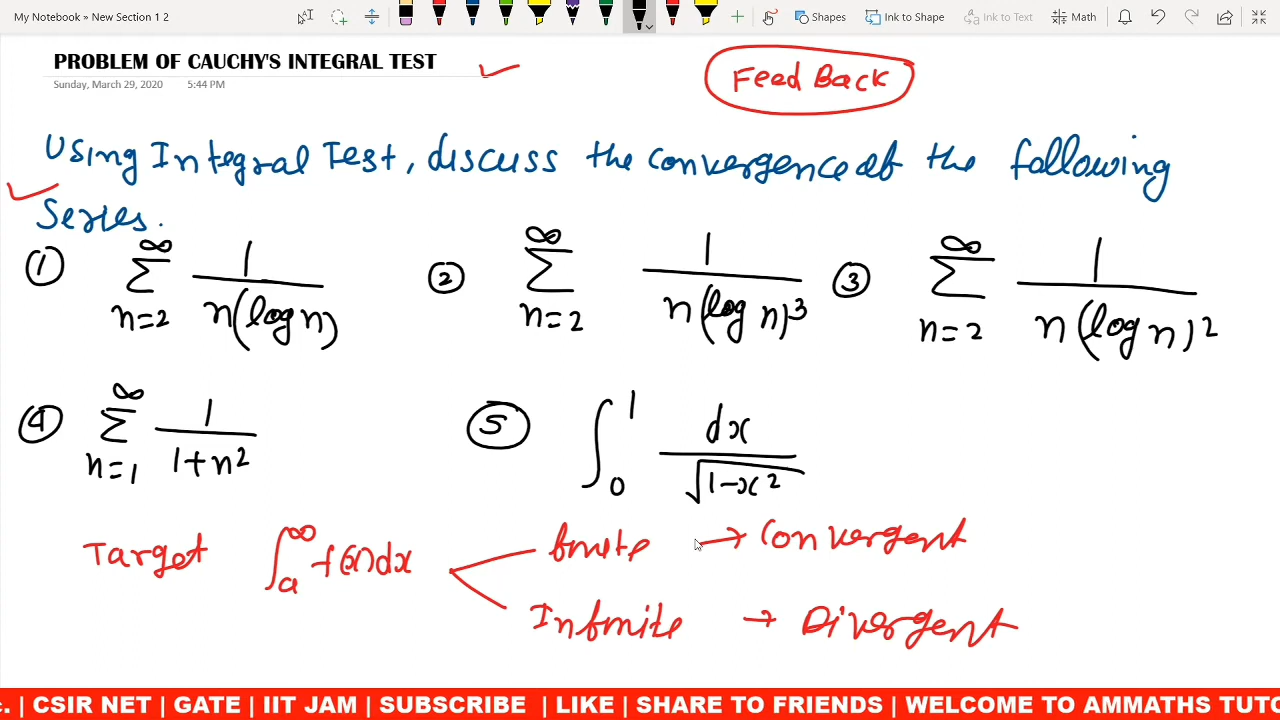 My Notebook » New Section 1 2
Shapes Ink to Shape Ink to Text Math
PROBLEM OF CAUCHY'S INTEGRAL TEST
Sunday, March 29, 2020 5:44 PM
Feed Back
Using Integral Test, discuss the convergence of the following
Series.
① ∑_{n=2}^{∞} 1/(n(log n)) ② ∑_{n=2}^{∞} 1/(n(log n)^3) ③ ∑_{n=2}^{∞} 1/(n(log n)^2)
④ ∑_{n=1}^{∞} 1/(1+n^2) ⑤ ∫_0^1 dx/√(1-x^2)
Target ∫_a^∞ f(x)dx finite → Convergent
Infinite → Divergent
c. | CSIR NET | GATE | IIT JAM | SUBSCRIBE | LIKE | SHARE TO FRIENDS | WELCOME TO AMMATHS TUTO